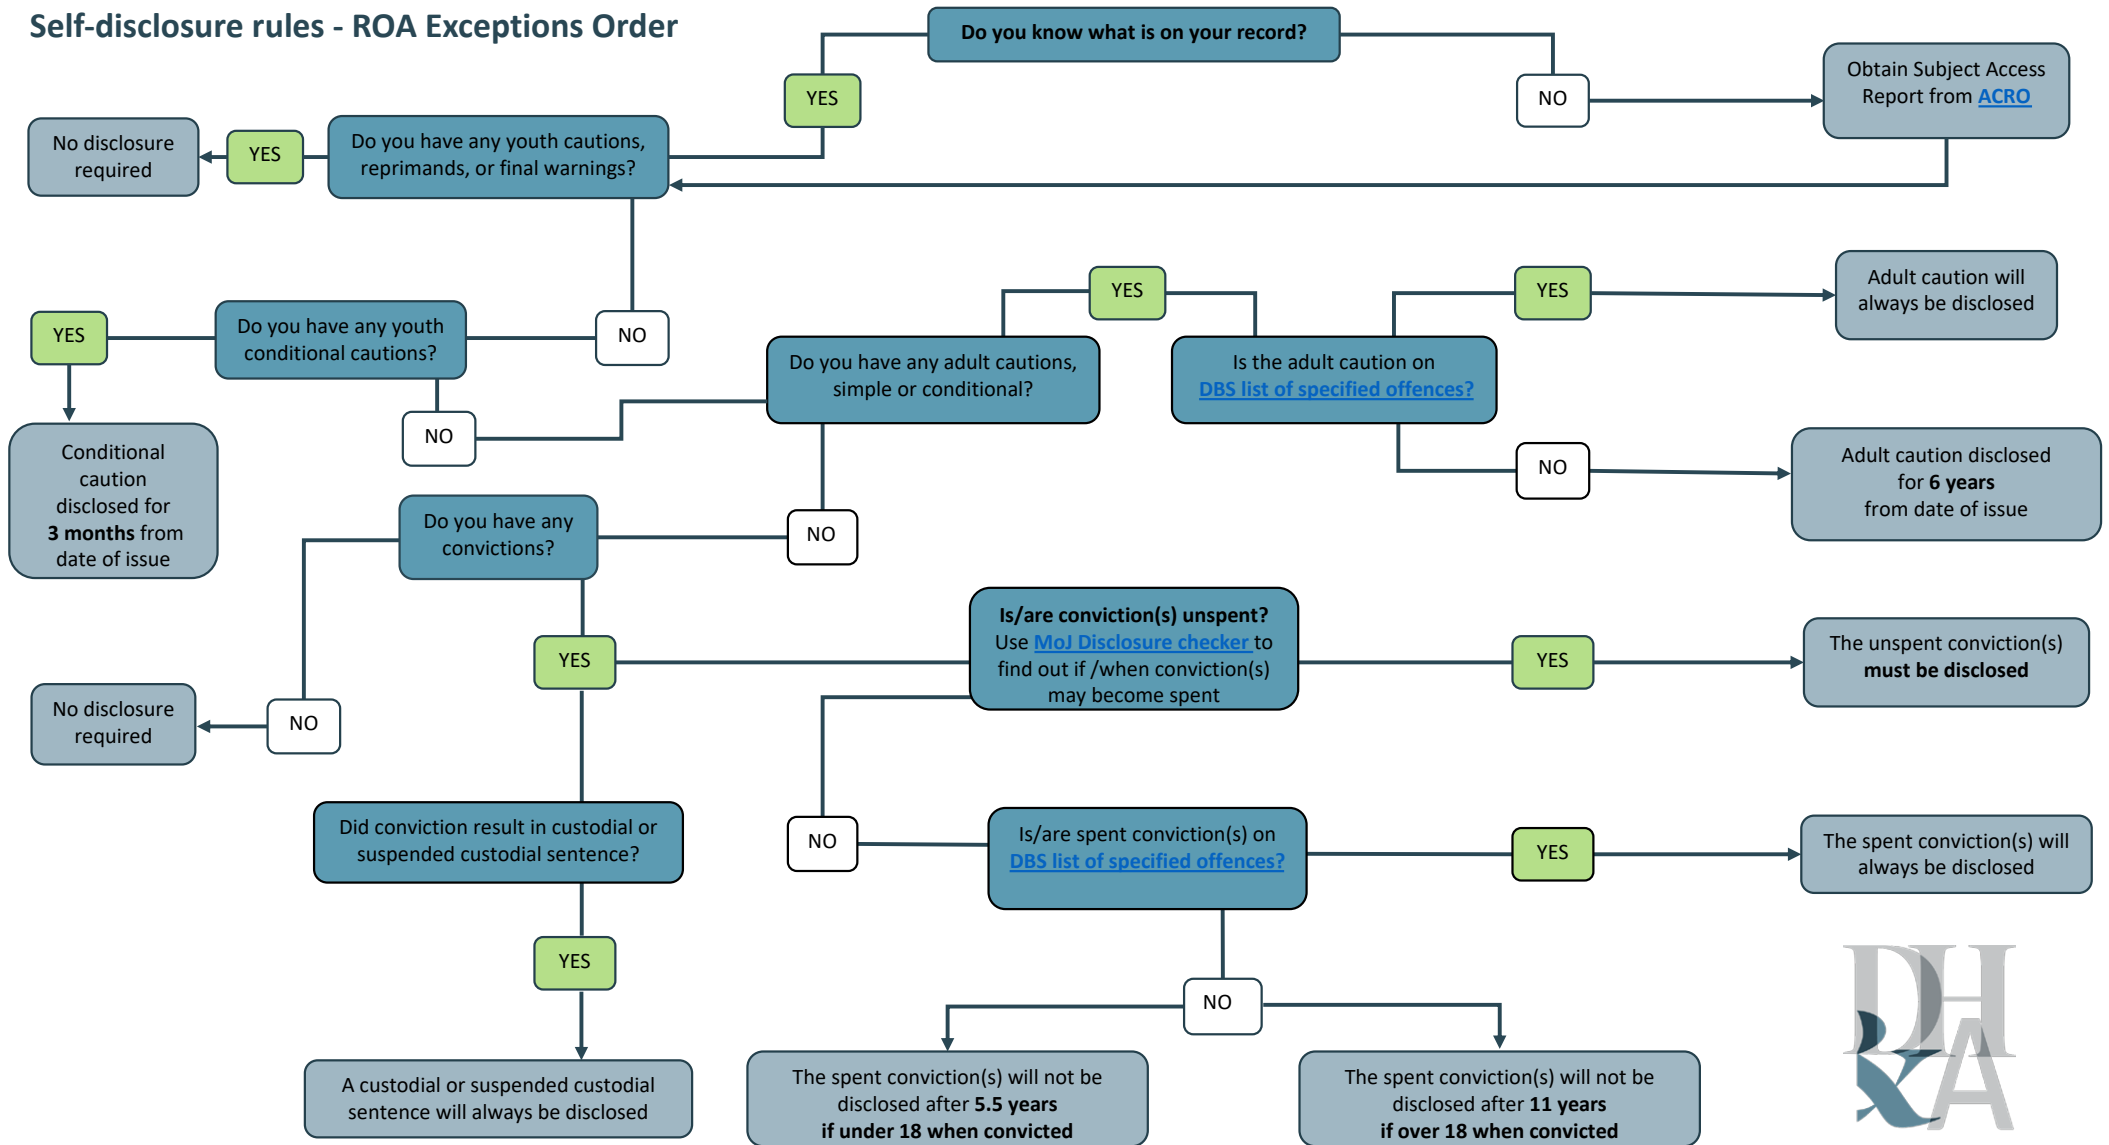 Self-disclosure rules - ROA Exceptions Order
Do you know what is on your record?
YES
NO
Obtain Subject Access
Report from ACRO
No disclosure
required
YES
Do you have any youth cautions,
reprimands, or final warnings?
YES
Do you have any youth
conditional cautions?
NO
NO
Conditional
caution
disclosed for
3 months from
date of issue
Do you have any adult cautions,
simple or conditional?
YES
Is the adult caution on
DBS list of specified offences?
YES
Adult caution will
always be disclosed
NO
Adult caution disclosed
for 6 years
from date of issue
NO
Do you have any
convictions?
NO
No disclosure
required
YES
Is/are conviction(s) unspent?
Use MoJ Disclosure checker to
find out if /when conviction(s)
may become spent
YES
The unspent conviction(s)
must be disclosed
NO
Is/are spent conviction(s) on
DBS list of specified offences?
YES
The spent conviction(s) will
always be disclosed
Did conviction result in custodial or
suspended custodial sentence?
YES
A custodial or suspended custodial
sentence will always be disclosed
NO
The spent conviction(s) will not be
disclosed after 5.5 years
if under 18 when convicted
The spent conviction(s) will not be
disclosed after 11 years
if over 18 when convicted
DH
KA